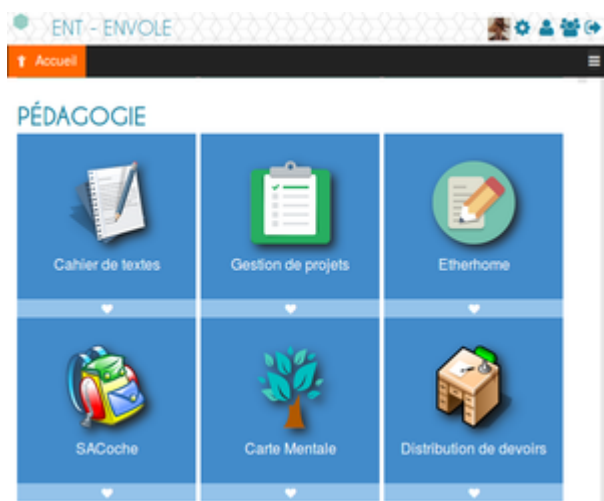 ENT - ENVOLE
Accueil
PÉDAGOGIE
Cahier de textes
Gestion de projets
Etherhome
SACoche
Carte Mentale
Distribution de devoirs